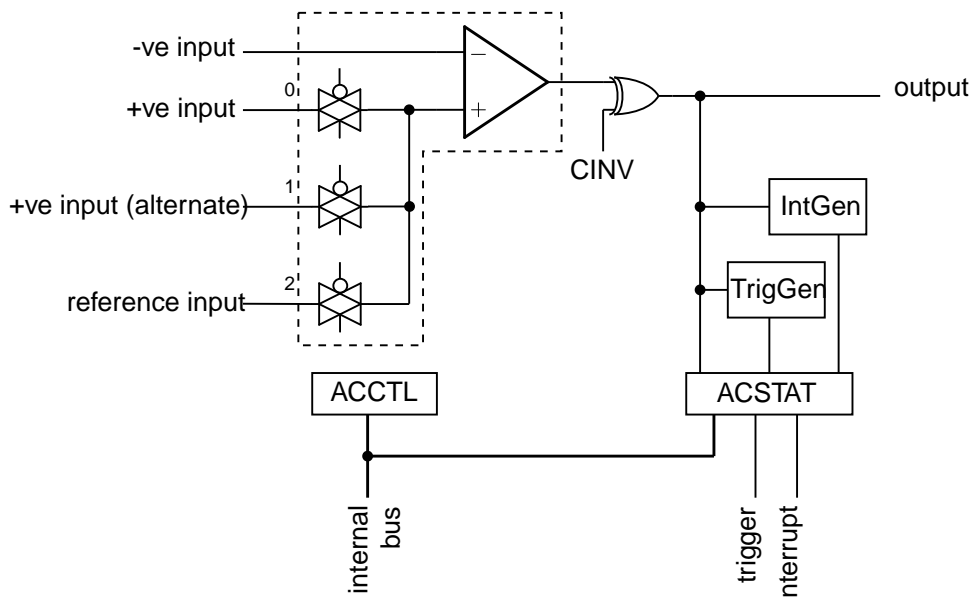 -ve input
−
output
0
+ve input
+
CINV
1
+ve input (alternate)
IntGen
2
reference input
TrigGen
ACCTL
ACSTAT
internal
bus
trigger
nterrupt